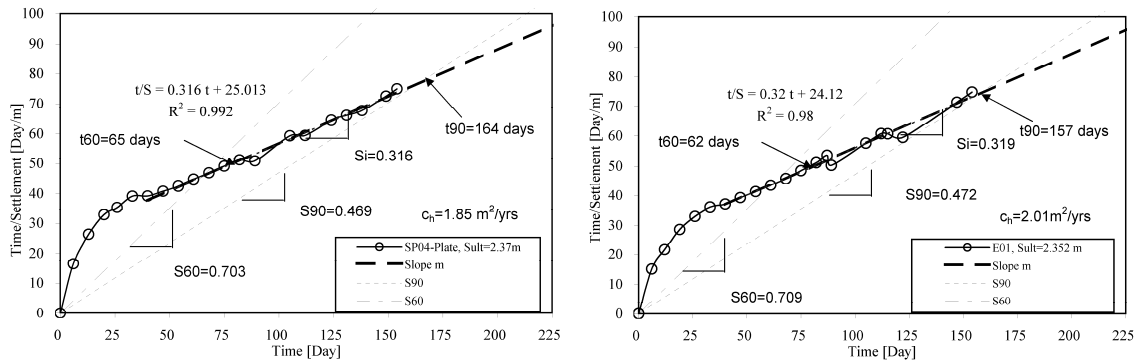 100
90
80
70
60
50
40
30
20
10
0
Time/Settlement [Day/m]
t/S = 0.316 t + 25.013
R² = 0.992
t60=65 days
t90=164 days
Si=0.316
S90=0.469
ch=1.85 m²/yrs
S60=0.703
SP04-Plate, Sult=2.37m
Slope m
S90
S60
0 25 50 75 100 125 150 175 200 225
Time [Day]
100
90
80
70
60
50
40
30
20
10
0
Time/Settlement [Day/m]
t/S = 0.32 t + 24.12
R² = 0.98
t60=62 days
t90=157 days
Si=0.319
S90=0.472
ch=2.01m²/yrs
S60=0.709
E01, Sult=2.352 m
Slope m
S90
S60
0 25 50 75 100 125 150 175 200 225
Time [Day]